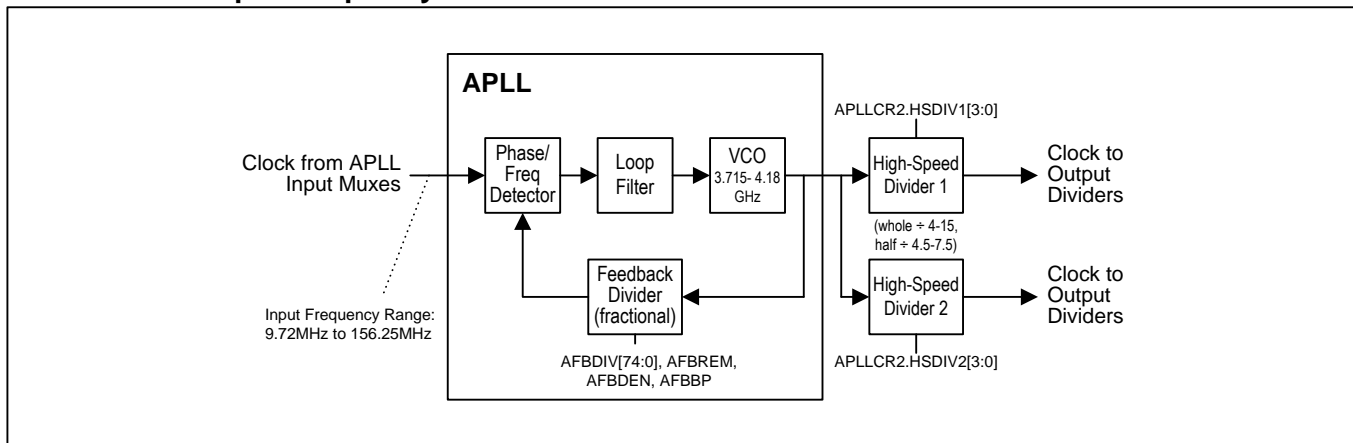 APLL
APLLCR2.HSDIV1[3:0]
Clock from APLL
Input Muxes
Phase/
Freq
Detector
Loop
Filter
VCO
3.715- 4.18
GHz
High-Speed
Divider 1
Clock to
Output
Dividers
(whole ÷ 4-15,
half ÷ 4.5-7.5)
Feedback
Divider
(fractional)
High-Speed
Divider 2
Clock to
Output
Dividers
Input Frequency Range:
9.72MHz to 156.25MHz
AFBDIV[74:0], AFBREM,
AFBDEN, AFBBP
APLLCR2.HSDIV2[3:0]